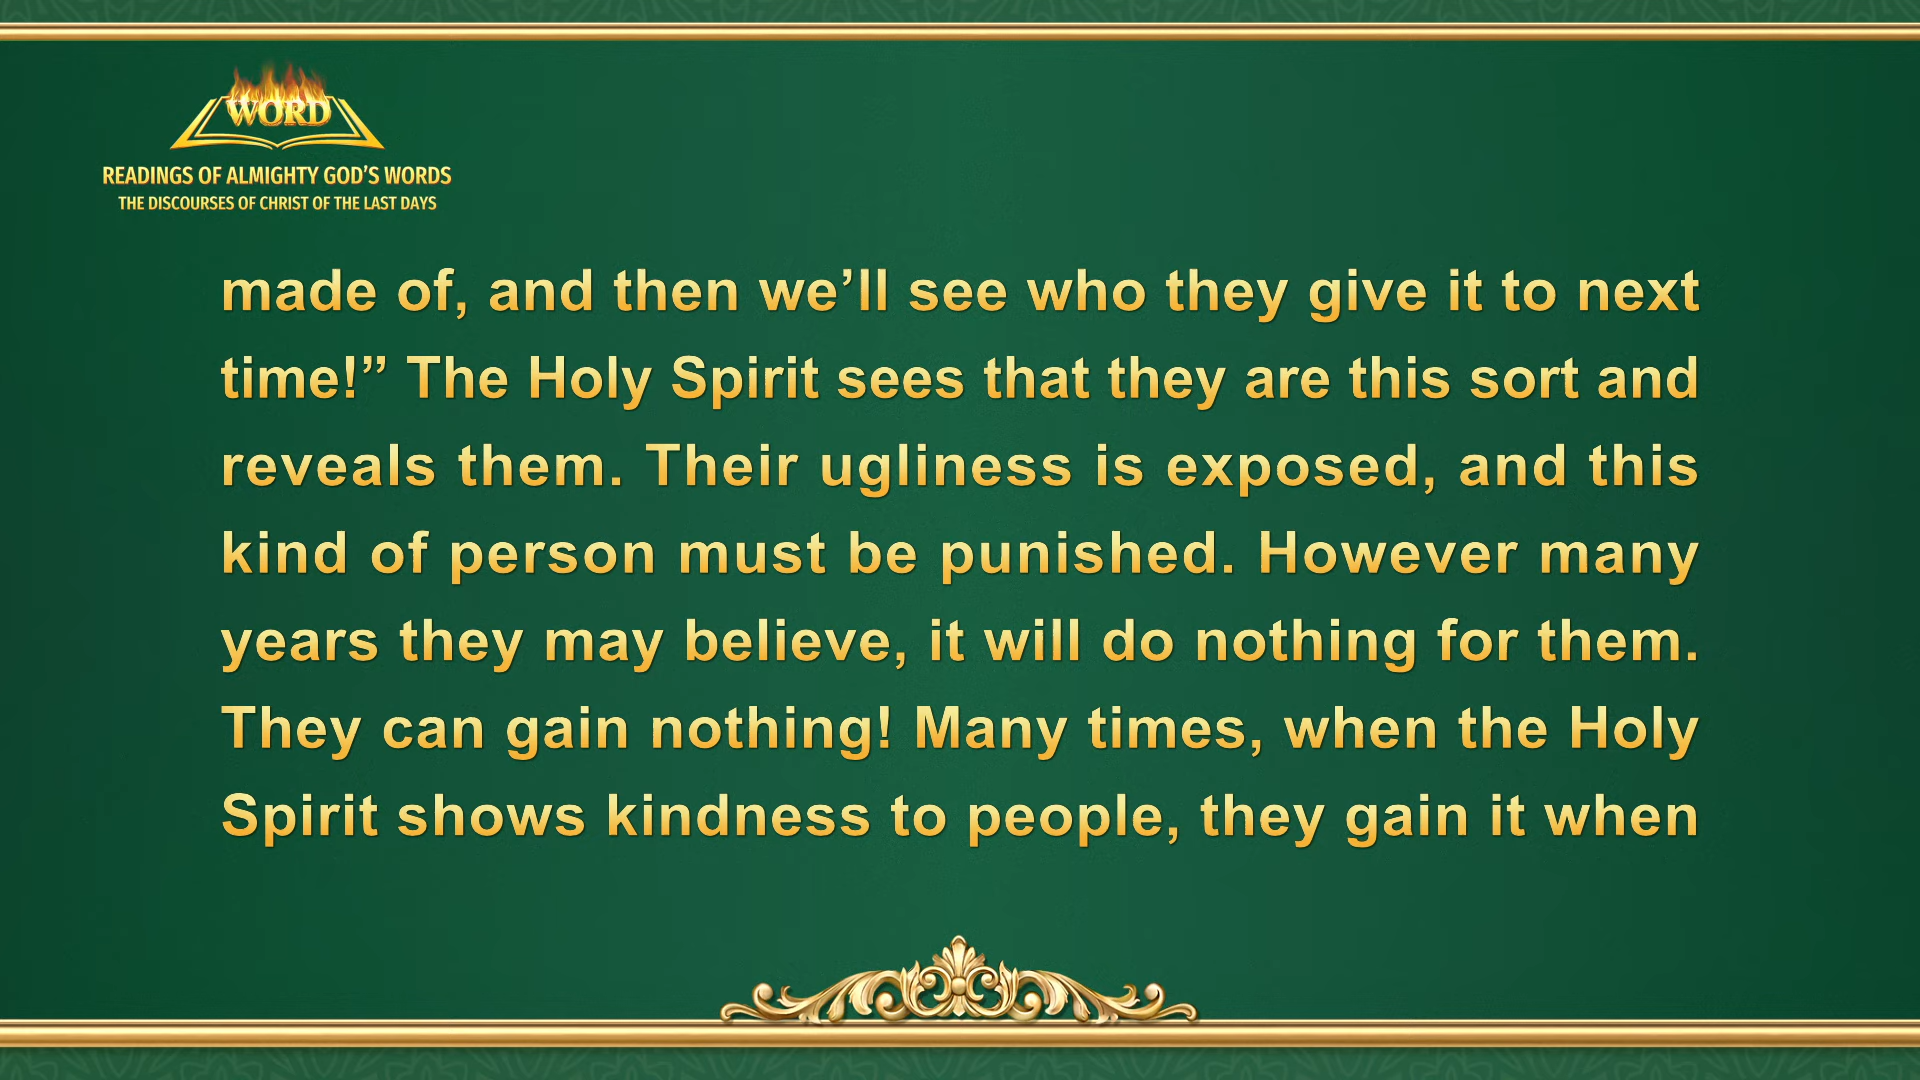 WORD
READINGS OF ALMIGHTY GOD’S WORDS
THE DISCOURSES OF CHRIST OF THE LAST DAYS
made of, and then we’ll see who they give it to next
time!” The Holy Spirit sees that they are this sort and
reveals them. Their ugliness is exposed, and this
kind of person must be punished. However many
years they may believe, it will do nothing for them.
They can gain nothing! Many times, when the Holy
Spirit shows kindness to people, they gain it when